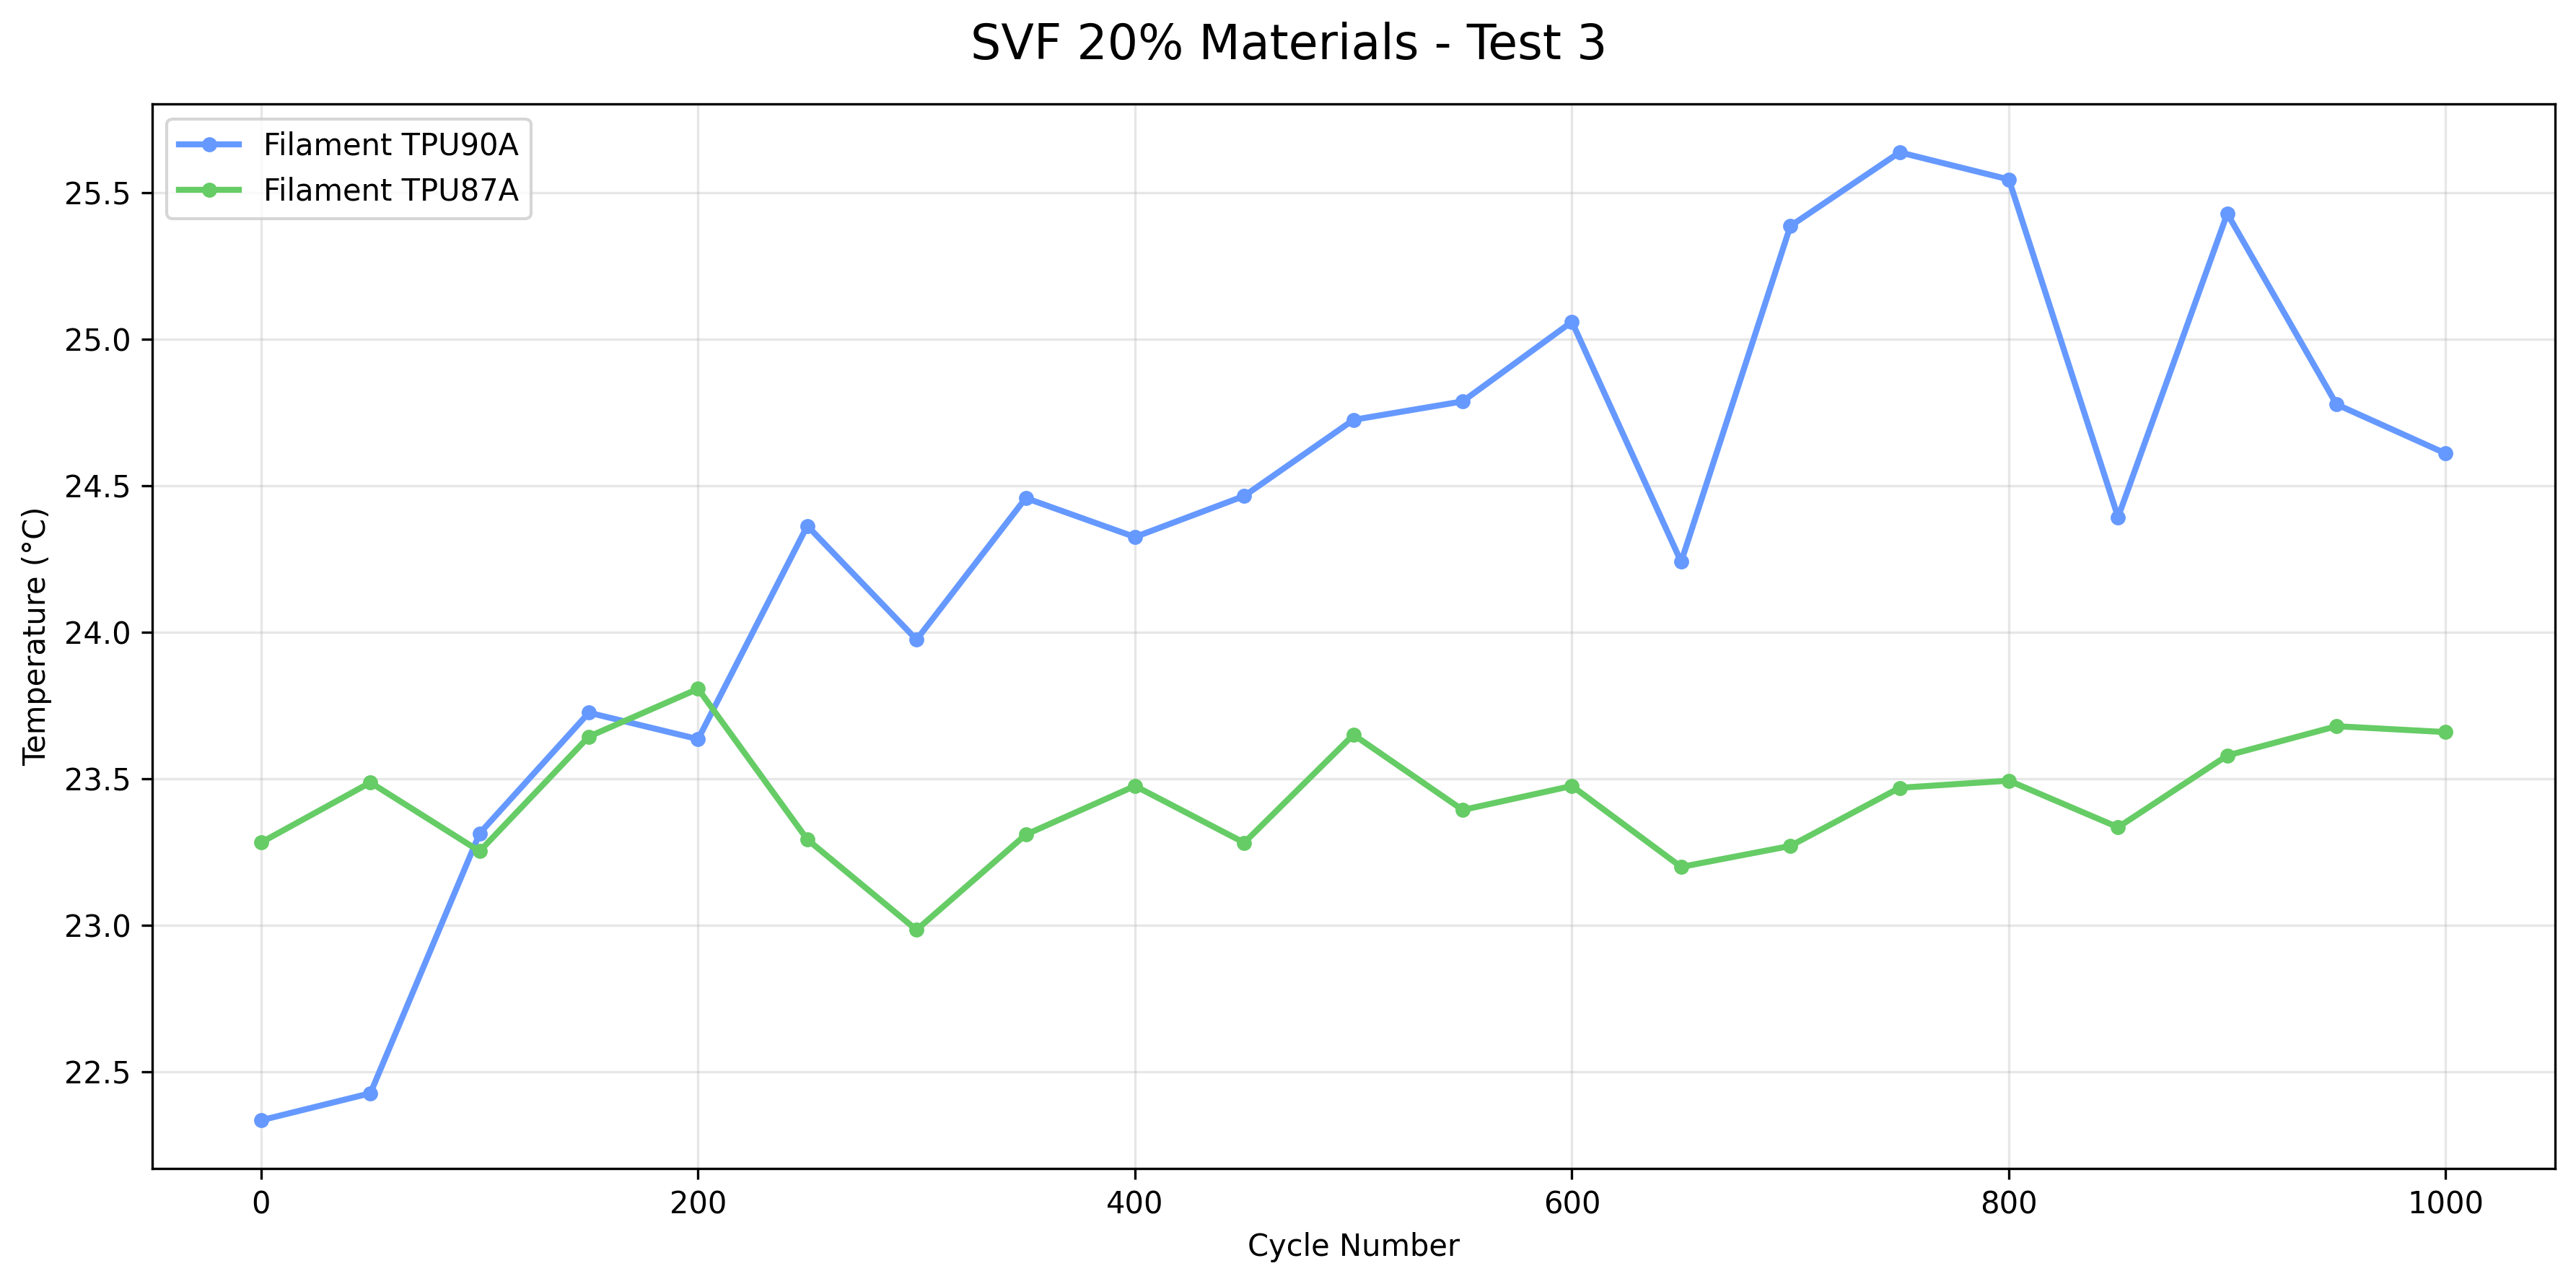 SVF 20% Materials - Test 3
Filament TPU90A
Filament TPU87A
25.5
25.0
24.5
24.0
23.5
23.0
22.5
Temperature (°C)
0 200 400 600 800 1000
Cycle Number